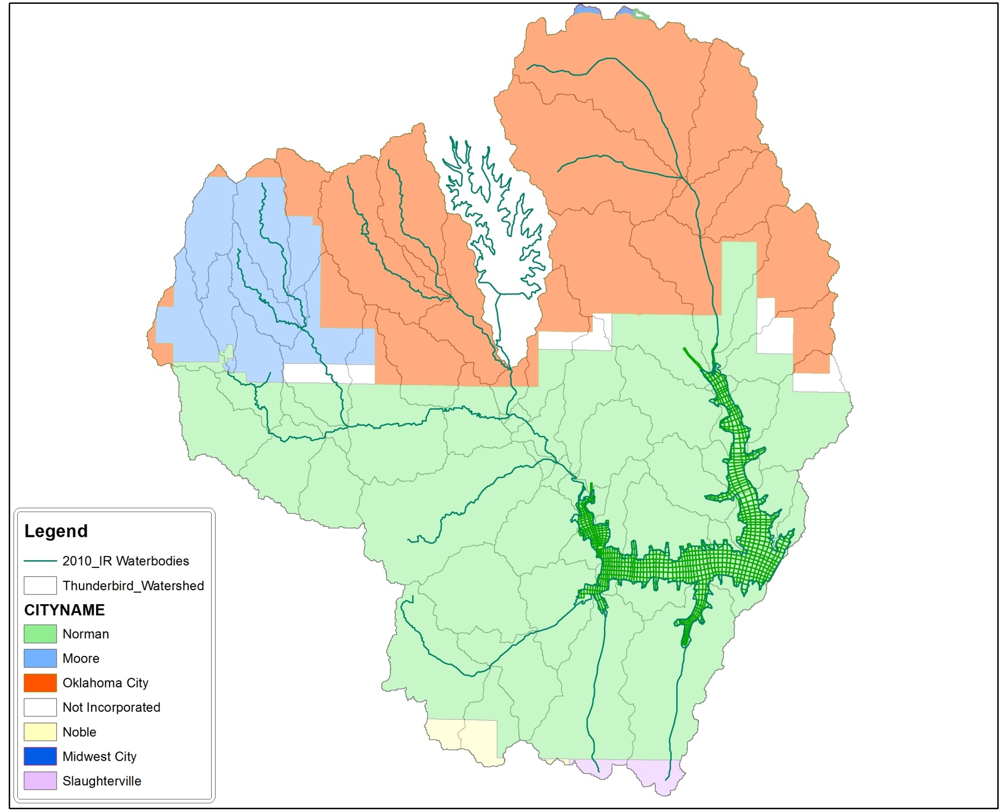 Legend
2010_IR Waterbodies
Thunderbird_Watershed
CITYNAME
Norman
Moore
Oklahoma City
Not Incorporated
Noble
Midwest City
Slaughterville